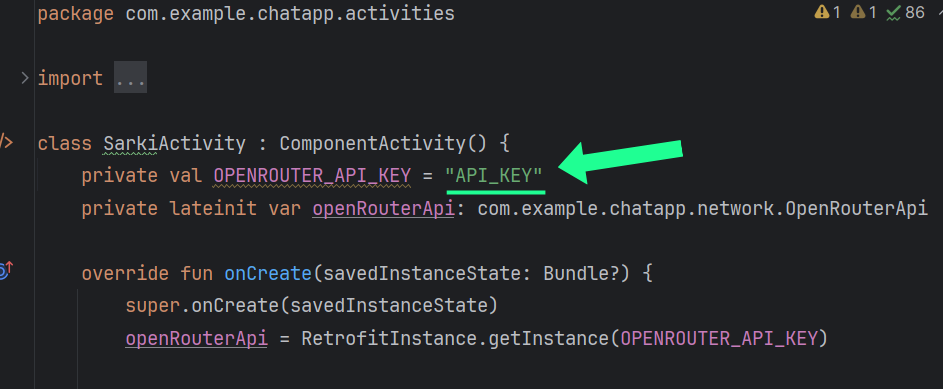 package com.example.chatapp.activities
1 1 86
import ...
class SarkiActivity : ComponentActivity() {
private val OPENROUTER_API_KEY = "API_KEY"
private lateinit var openRouterApi: com.example.chatapp.network.OpenRouterApi
override fun onCreate(savedInstanceState: Bundle?) {
super.onCreate(savedInstanceState)
openRouterApi = RetrofitInstance.getInstance(OPENROUTER_API_KEY)